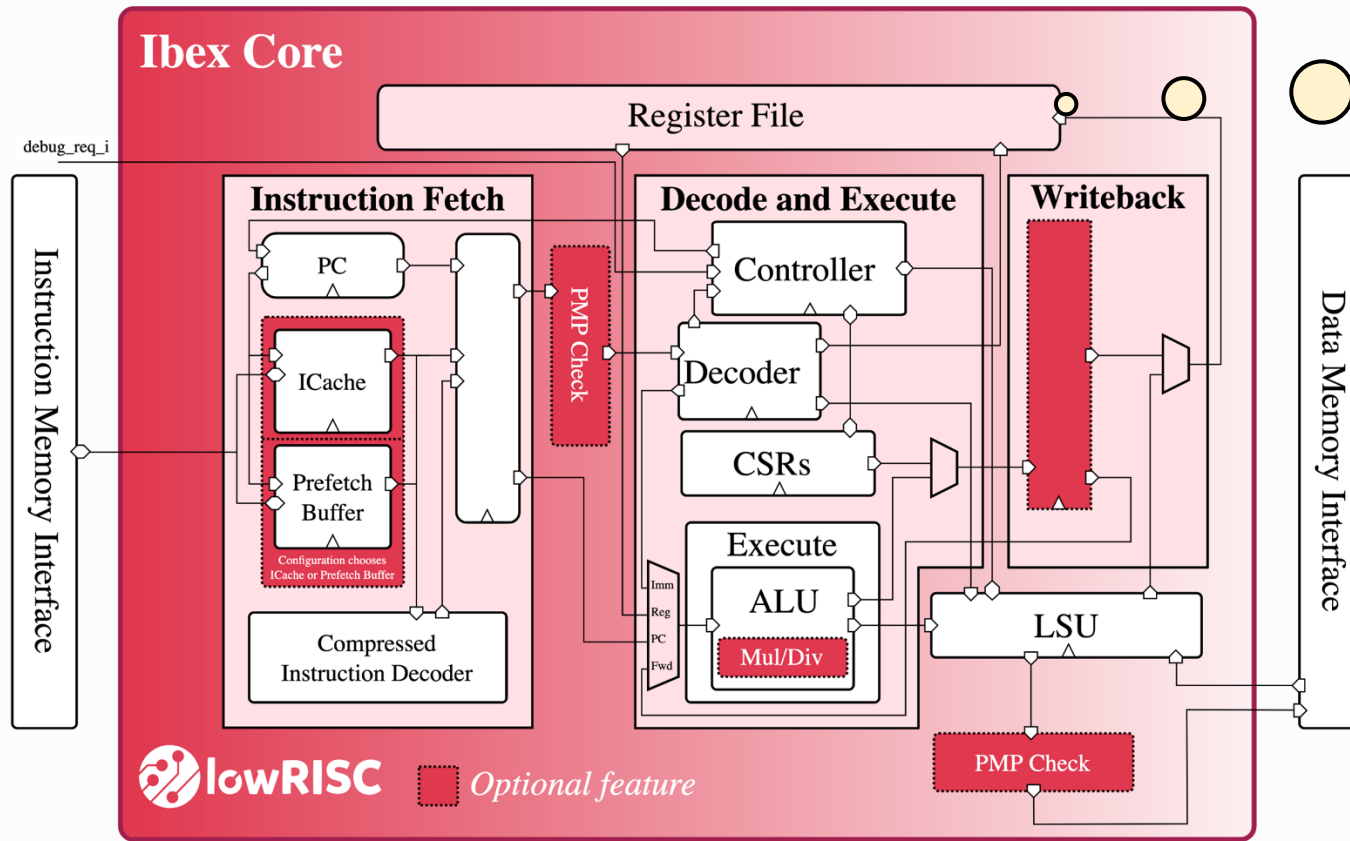 Ibex Core
Register File
debug_req_i
Instruction Memory Interface
Instruction Fetch
PC
ICache
Prefetch
Buffer
Configuration chooses
ICache or Prefetch Buffer
Compressed
Instruction Decoder
PMP Check
Decode and Execute
Controller
Decoder
CSRs
Execute
ALU
Mul/Div
Imm
Reg
PC
Fwd
Writeback
LSU
PMP Check
Data Memory Interface
lowRISC
Optional feature